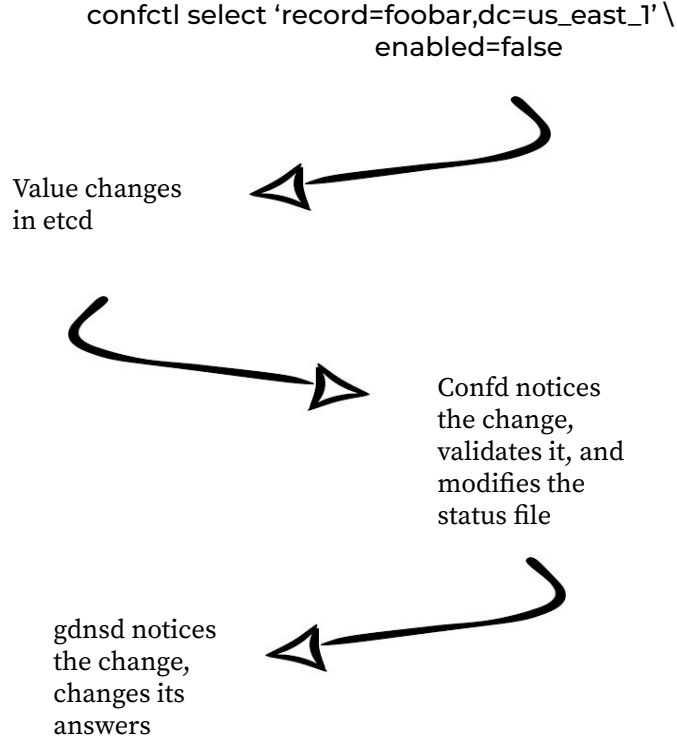 confctl select ‘record=foobar,dc=us_east_1’ \
enabled=false
Value changes
in etcd
Confd notices
the change,
validates it, and
modifies the
status file
gdnsd notices
the change,
changes its
answers